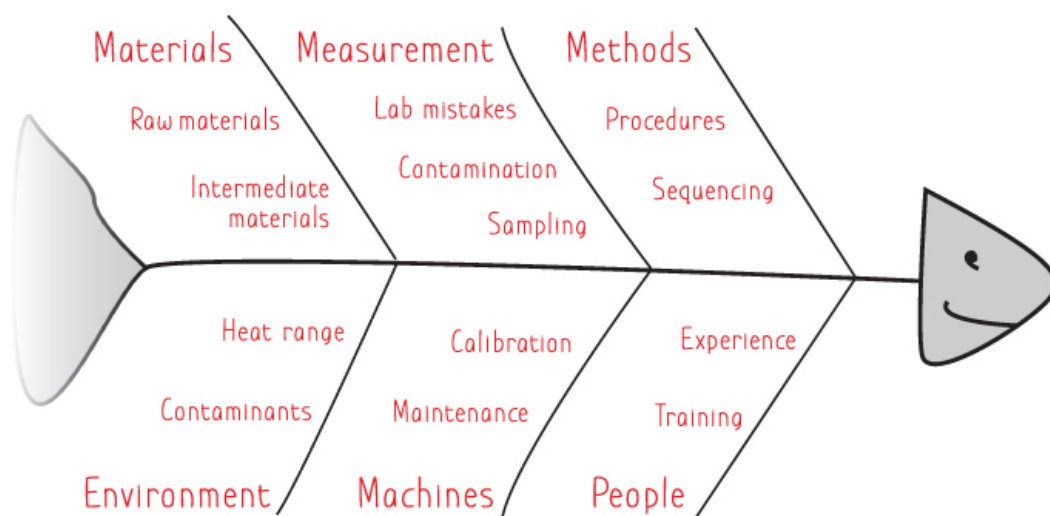 Materials
Raw materials
Intermediate
materials
Measurement
Lab mistakes
Contamination
Sampling
Methods
Procedures
Sequencing
Heat range
Contaminants
Environment
Calibration
Maintenance
Machines
Experience
Training
People